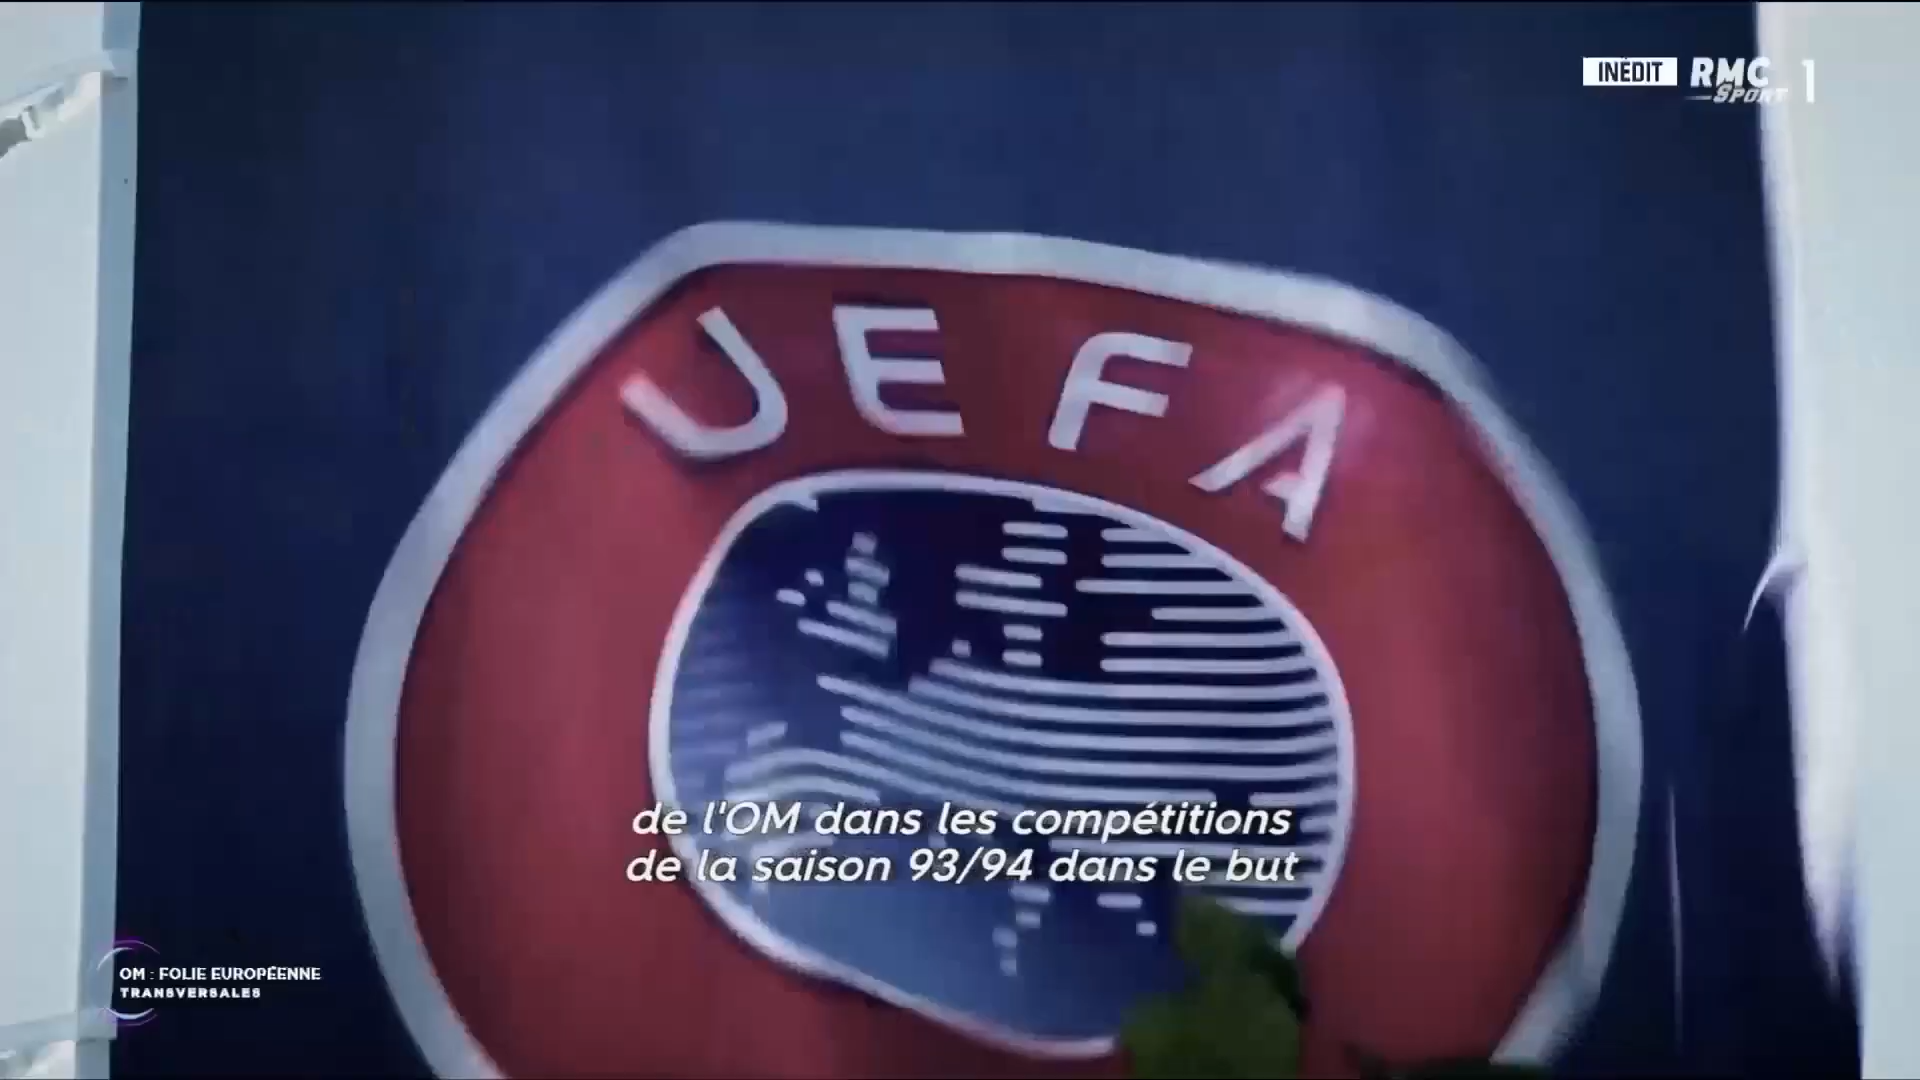 INÉDIT RMC SPORT 1
UEFA
de l'OM dans les compétitions
de la saison 93/94 dans le but
OM : FOLIE EUROPÉENNE
TRANSVERSALES